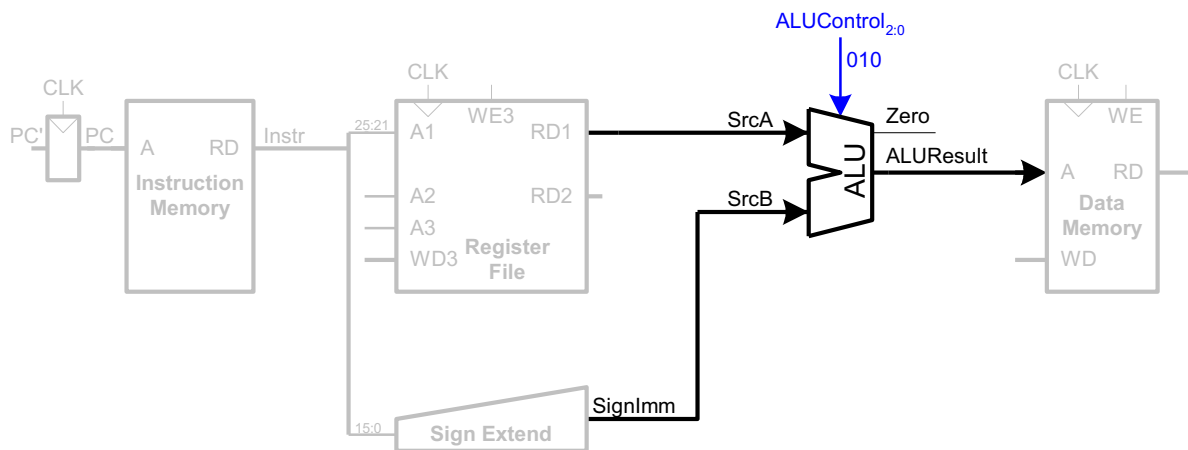 ALUControl2:0
010
CLK
CLK
CLK
PC'
PC
A
RD
Instr
Instruction
Memory
25:21
A1
WE3
RD1
A2
RD2
A3
WD3
Register
File
SrcA
SrcB
ALU
Zero
ALUResult
WE
A
RD
Data
Memory
WD
15:0
Sign Extend
SignImm